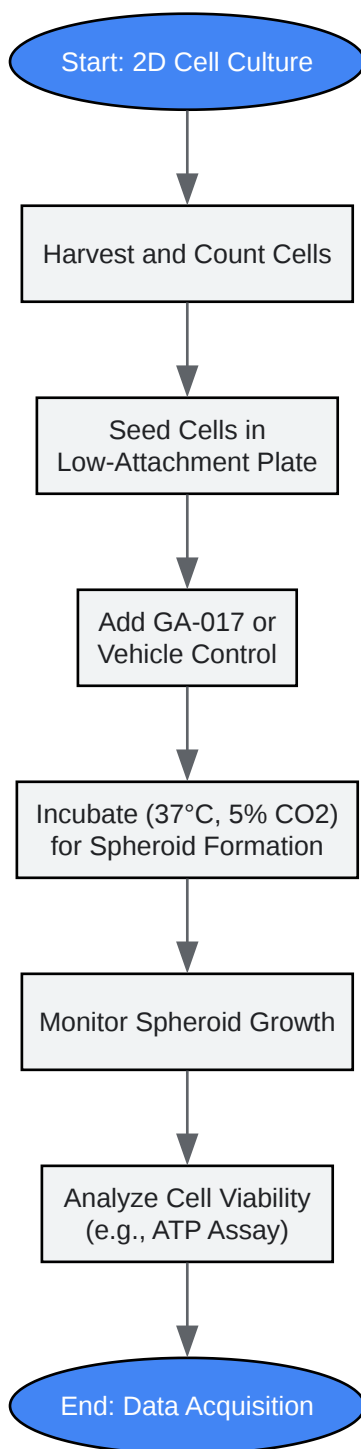 Start: 2D Cell Culture
Harvest and Count Cells
Seed Cells in
Low-Attachment Plate
Add GA-017 or
Vehicle Control
Incubate (37°C, 5% CO2)
for Spheroid Formation
Monitor Spheroid Growth
Analyze Cell Viability
(e.g., ATP Assay)
End: Data Acquisition